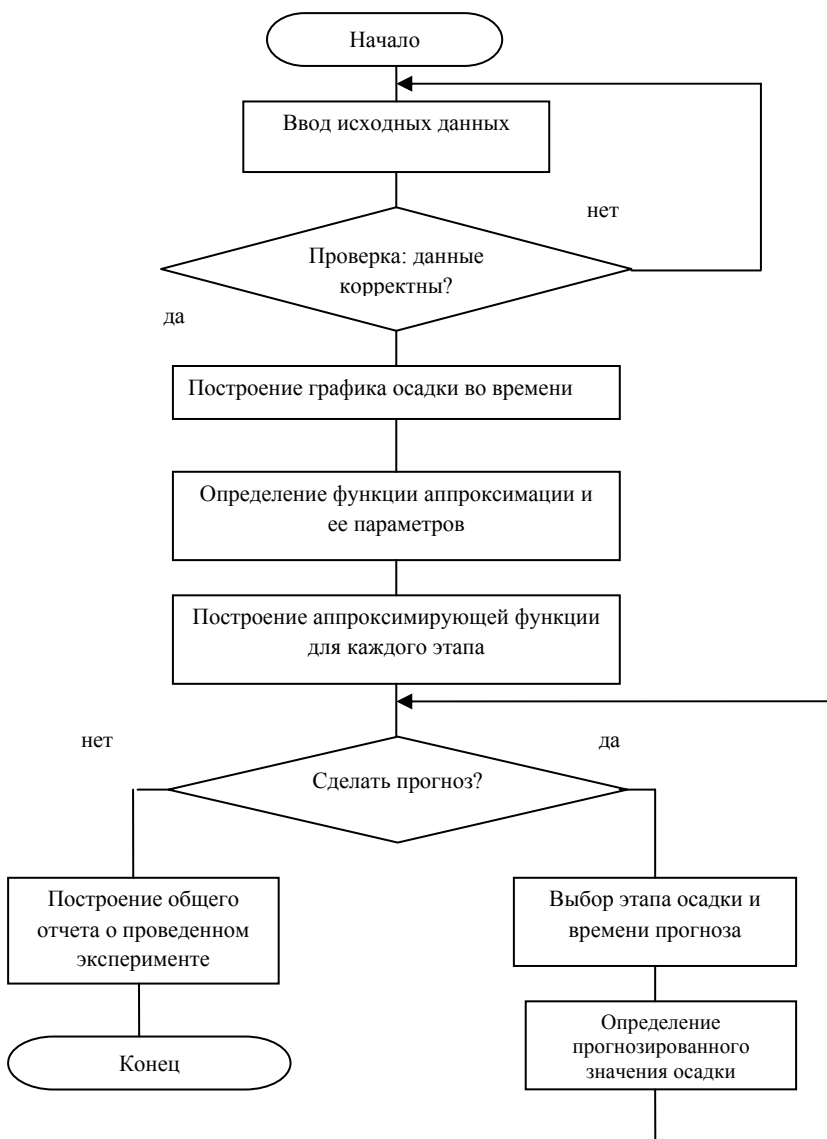 Начало
Ввод исходных данных
нет
Проверка: данные
корректны?
да
Построение графика осадки во времени
Определение функции аппроксимации и
ее параметров
Построение аппроксимирующей функции
для каждого этапа
нет
да
Сделать прогноз?
Построение общего
отчета о проведенном
эксперименте
Выбор этапа осадки и
времени прогноза
Определение
прогнозированного
значения осадки
Конец